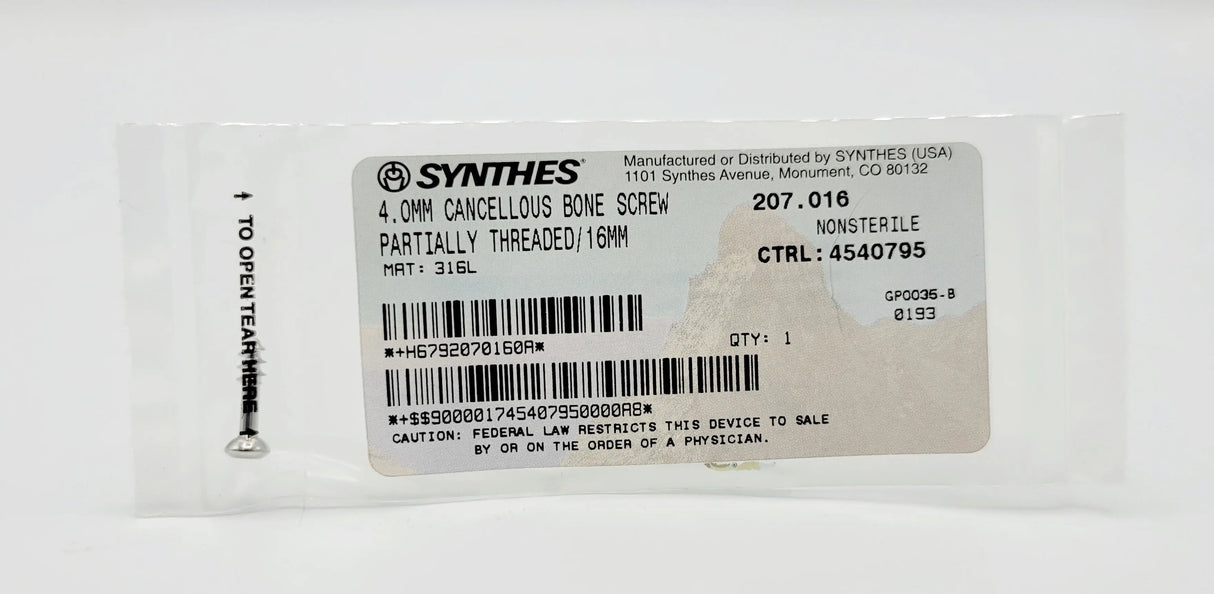 SYNTHES®
Manufactured or Distributed by SYNTHES (USA)
1101 Synthes Avenue, Monument, CO 80132
4.0MM CANCELLOUS BONE SCREW
PARTIALLY THREADED/16MM
MAT: 316L
207.016
NONSTERILE
CTRL: 4540795
GP0035-B
0193
*+H6792070160A*
QTY: 1
*+$$9000001745407950000A8*
CAUTION: FEDERAL LAW RESTRICTS THIS DEVICE TO SALE
BY OR ON THE ORDER OF A PHYSICIAN.
TO OPEN TEAR HERE